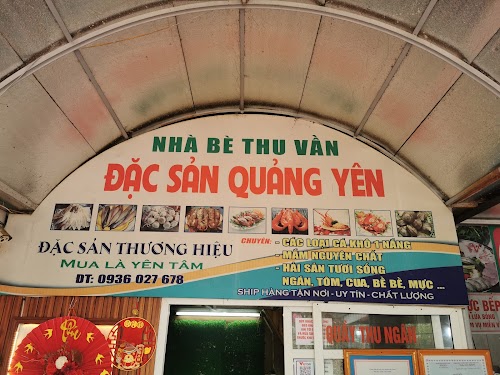 NHÀ BÈ THU VẦN
ĐẶC SẢN QUẢNG YÊN
ĐẶC SẢN THƯƠNG HIỆU
MUA LÀ YÊN TÂM
ĐT: 0936 027 678
CHUYÊN: - CÁC LOẠI CÁ KHÔ 1 NẮNG
- MẮM NGUYÊN CHẤT
- HẢI SẢN TƯƠI SỐNG
NGÁN, TÔM, CUA, BỀ BỀ, MỰC ...
SHIP HÀNG TẬN NƠI - UY TÍN - CHẤT LƯỢNG
QUẦY THU NGÂN